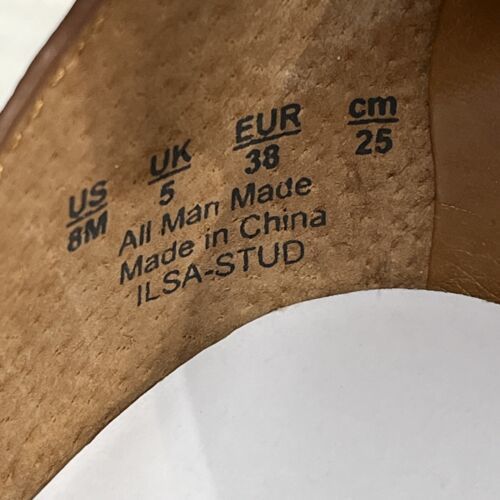 US UK EUR cm
8M 5 38 25
All Man Made
Made in China
ILSA-STUD